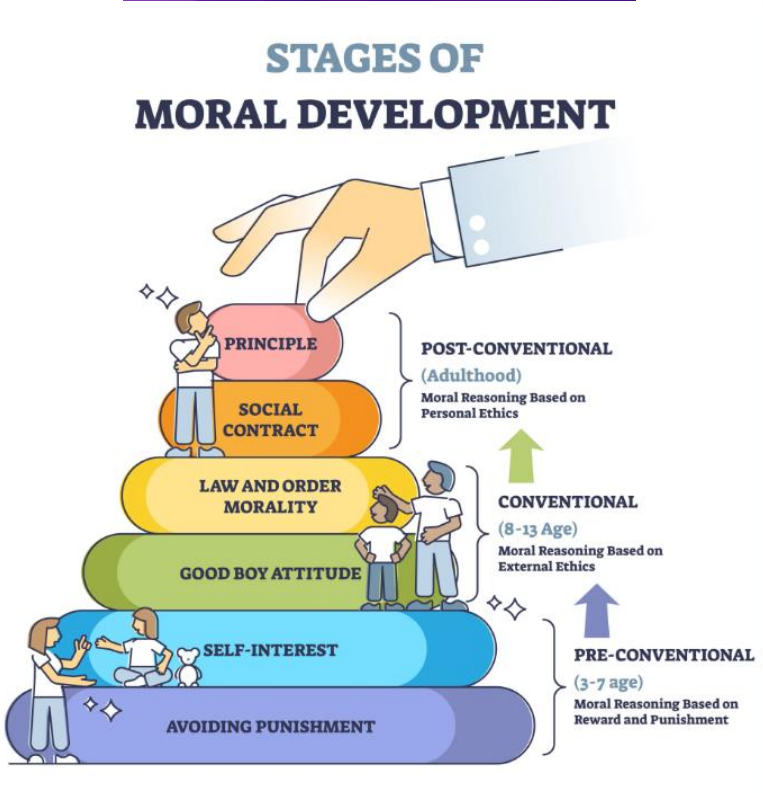 STAGES OF
MORAL DEVELOPMENT
PRINCIPLE
SOCIAL
CONTRACT
POST-CONVENTIONAL
(Adulthood)
Moral Reasoning Based on
Personal Ethics
LAW AND ORDER
MORALITY
GOOD BOY ATTITUDE
CONVENTIONAL
(8-13 Age)
Moral Reasoning Based on
External Ethics
SELF-INTEREST
AVOIDING PUNISHMENT
PRE-CONVENTIONAL
(3-7 age)
Moral Reasoning Based on
Reward and Punishment